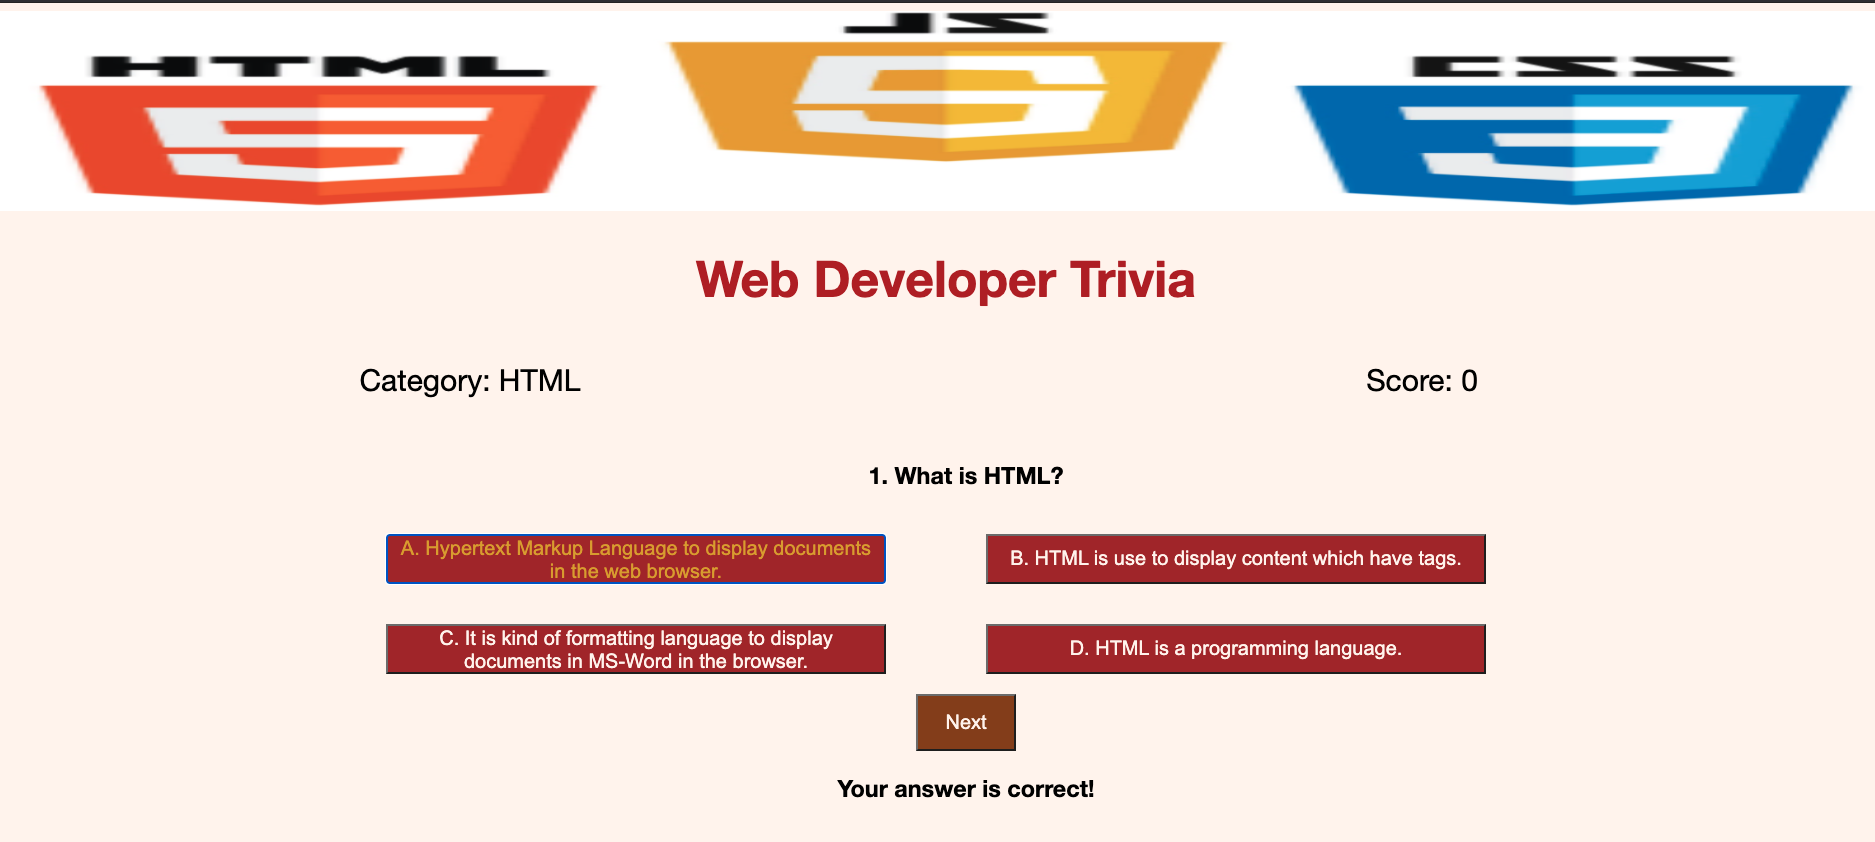 HTML
JS
CSS
Web Developer Trivia
Category: HTML
Score: 0
1. What is HTML?
A. Hypertext Markup Language to display documents
in the web browser.
B. HTML is use to display content which have tags.
C. It is kind of formatting language to display
documents in MS-Word in the browser.
D. HTML is a programming language.
Next
Your answer is correct!